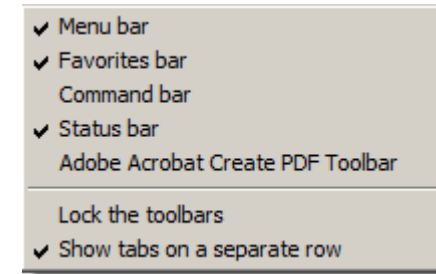 Menu bar
Favorites bar
Command bar
Status bar
Adobe Acrobat Create PDF Toolbar
Lock the toolbars
Show tabs on a separate row